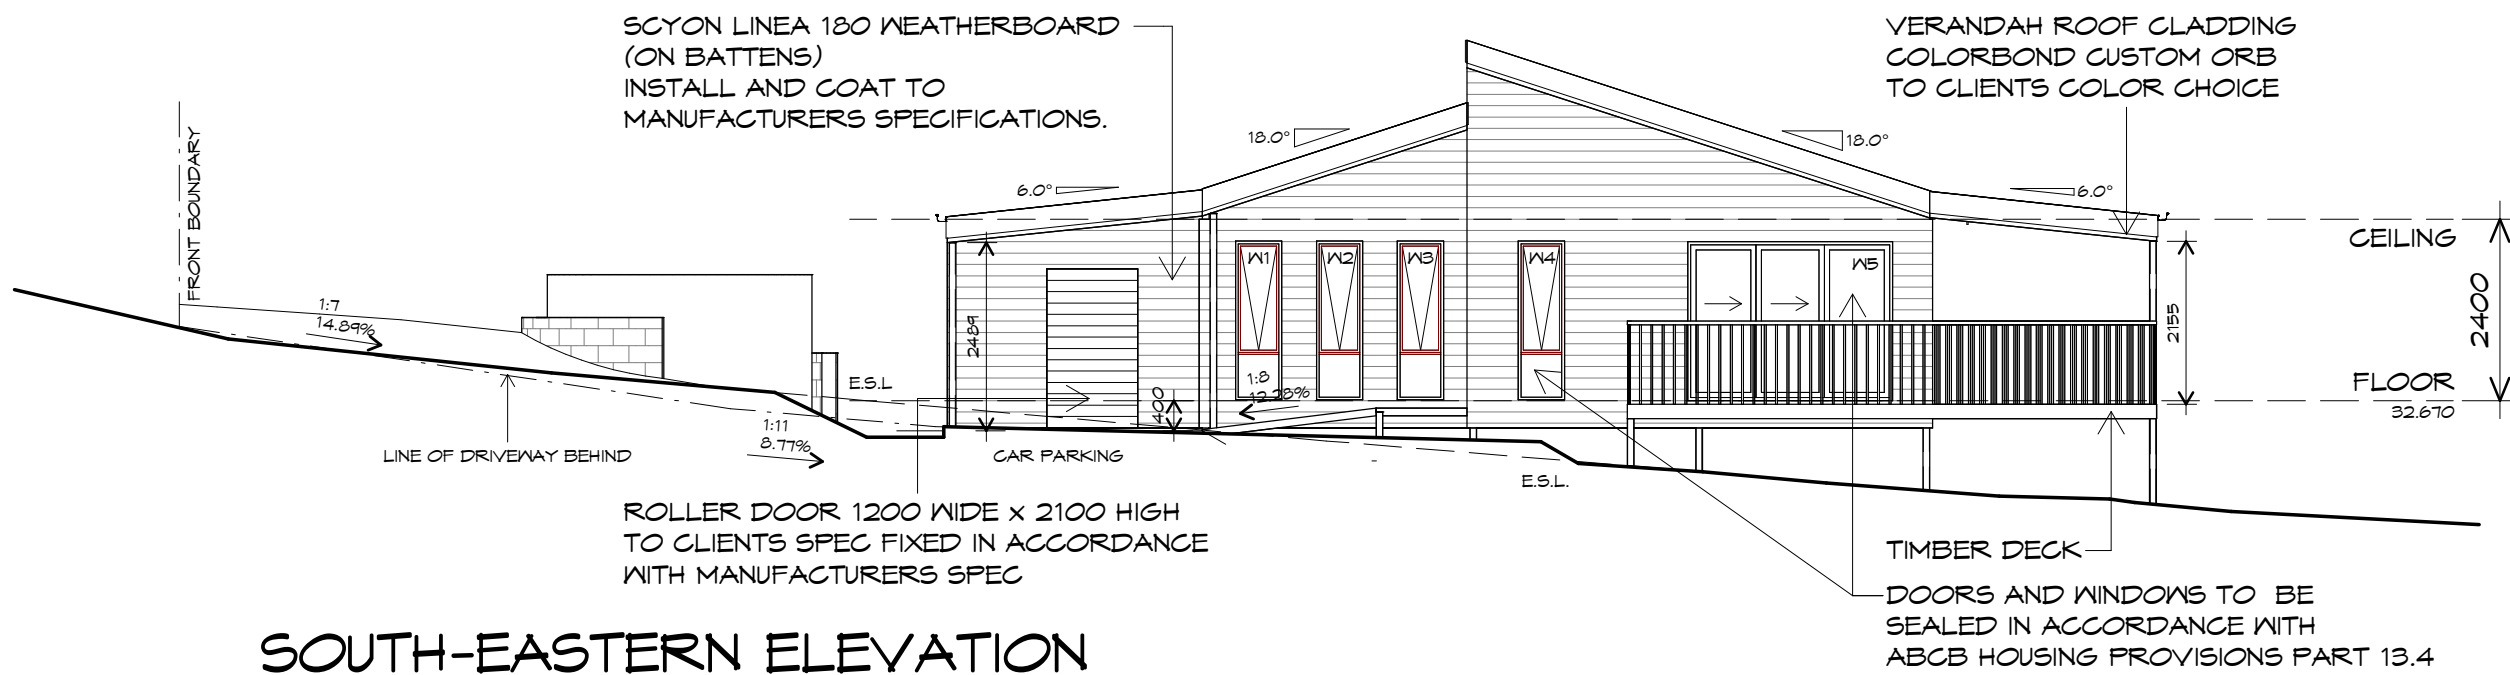 SCYON LINEA 180 WEATHERBOARD
(ON BATTENS)
INSTALL AND COAT TO
MANUFACTURERS SPECIFICATIONS.
VERANDAH ROOF CLADDING
COLORBOND CUSTOM ORB
TO CLIENTS COLOR CHOICE
FRONT BOUNDARY
18.0°
18.0°
6.0°
6.0°
CEILING
2400
FLOOR
32.670
2155
W1
W2
W3
W4
W5
2489
1:7
14.89%
E.S.L
1:8
12.28%
400
1:11
8.77%
LINE OF DRIVEWAY BEHIND
CAR PARKING
E.S.L.
ROLLER DOOR 1200 WIDE x 2100 HIGH
TO CLIENTS SPEC FIXED IN ACCORDANCE
WITH MANUFACTURERS SPEC
TIMBER DECK
DOORS AND WINDOWS TO BE
SEALED IN ACCORDANCE WITH
ABCB HOUSING PROVISIONS PART 13.4
SOUTH-EASTERN ELEVATION